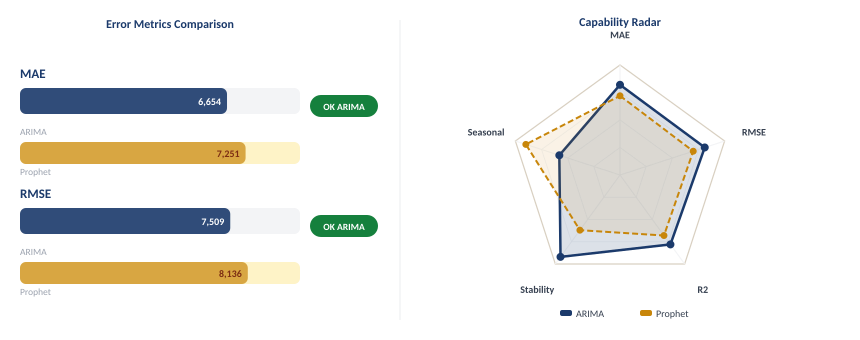 Error Metrics Comparison
MAE
6,654
OK ARIMA
ARIMA
7,251
Prophet
RMSE
7,509
OK ARIMA
ARIMA
8,136
Prophet
Capability Radar
MAE
Seasonal
RMSE
Stability
R2
ARIMA
Prophet